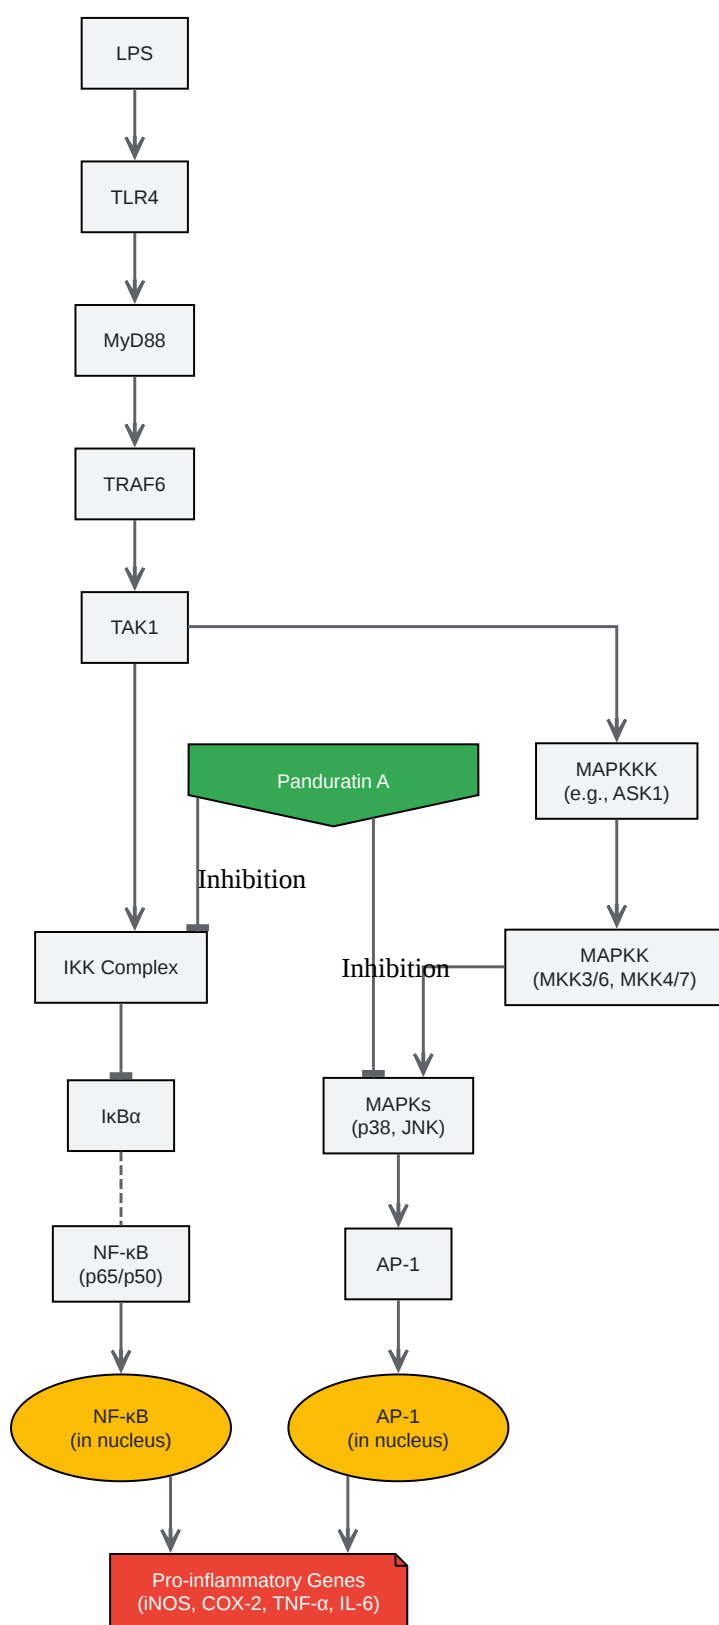 LPS
TLR4
MyD88
TRAF6
TAK1
Panduratin A
MAPKKK
(e.g., ASK1)
Inhibition
IKK Complex
Inhibition
MAPKK
(MKK3/6, MKK4/7)
IκBα
MAPKs
(p38, JNK)
NF-κB
(p65/p50)
AP-1
NF-κB
(in nucleus)
AP-1
(in nucleus)
Pro-inflammatory Genes
(iNOS, COX-2, TNF-α, IL-6)